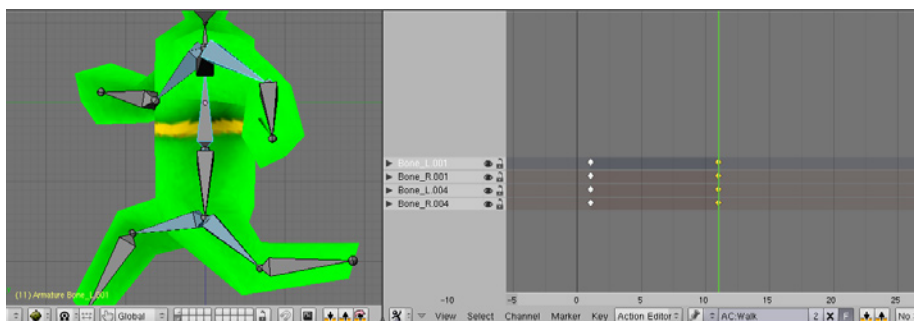 Bone_L.001
Bone_R.001
Bone_L.004
Bone_R.004
(11) Armature Bone_L.001
-10 -5 0 5 10 15 20 25
Global
View Select Channel Marker Key Action Editor AC:Walk 2 X F No